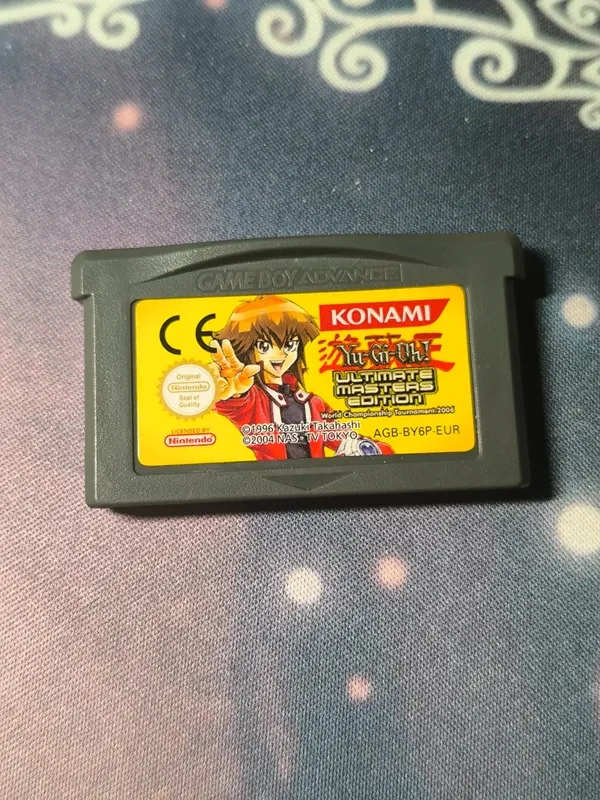 GAME BOY ADVANCE
CE
KONAMI
遊戯王
Yu-Gi-Oh!
ULTIMATE
MASTERS
EDITION
World Championship Tournament 2006
Original
Nintendo
Seal of
Quality
LICENSED BY
Nintendo
©1996 Kazuki Takahashi
©2004 NAS・TV TOKYO
AGB-BY6P-EUR